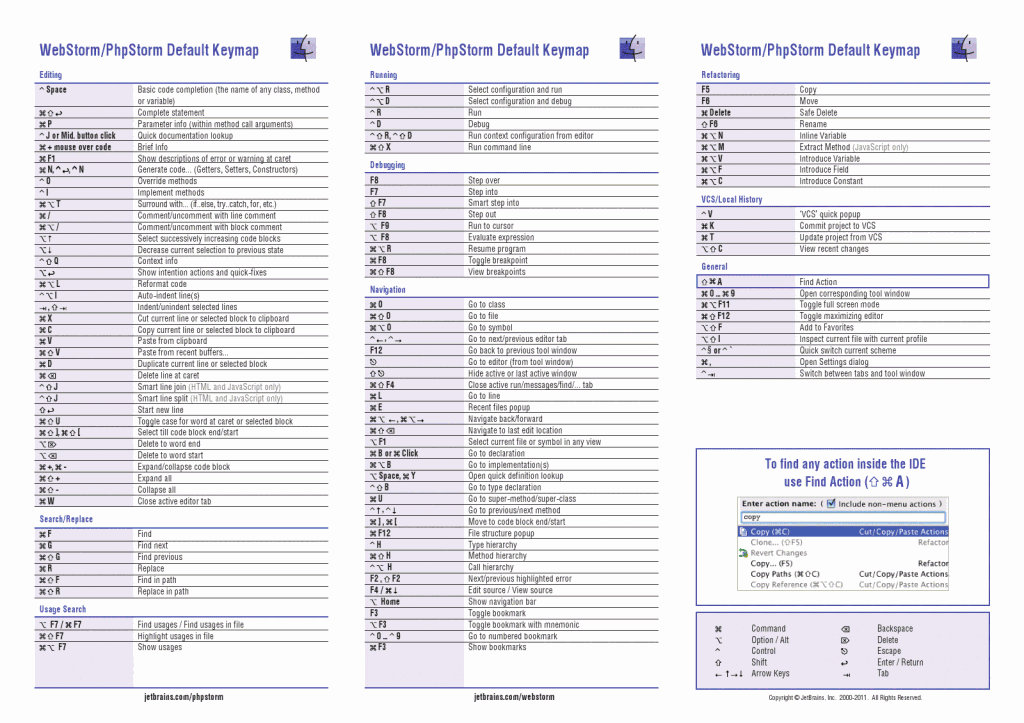 WebStorm/PhpStorm Default Keymap
Editing
^ Space Basic code completion (the name of any class, method
or variable)
⌘⇧↩ Complete statement
⌘P Parameter info (within method call arguments)
^ J or Mid. button click Quick documentation lookup
⌘ + mouse over code Brief Info
⌘ F1 Show descriptions of error or warning at caret
⌘ N, ^ ↩, ^ N Generate code... (Getters, Setters, Constructors)
^ O Override methods
^ I Implement methods
⌘⌥ T Surround with... (if..else, try..catch, for, etc.)
⌘ / Comment/uncomment with line comment
⌘⌥ / Comment/uncomment with block comment
⌥↑ Select successively increasing code blocks
⌥↓ Decrease current selection to previous state
^⇧ Q Context info
⌥↩ Show intention actions and quick-fixes
⌘⌥ L Reformat code
^⌥ I Auto-indent line(s)
⇥, ⇧⇥ Indent/unindent selected lines
⌘ X Cut current line or selected block to clipboard
⌘ C Copy current line or selected block to clipboard
⌘ V Paste from clipboard
⌘⇧ V Paste from recent buffers...
⌘ D Duplicate current line or selected block
⌘⌫ Delete line at caret
^⇧ J Smart line join (HTML and JavaScript only)
^⇧ J Smart line split (HTML and JavaScript only)
⇧↩ Start new line
⌘⇧ U Toggle case for word at caret or selected block
⌘⇧ ], ⌘⇧ [ Select till code block end/start
⌥⌦ Delete to word end
⌥⌫ Delete to word start
⌘ +, ⌘ - Expand/collapse code block
⌘⇧ + Expand all
⌘⇧ - Collapse all
⌘ W Close active editor tab
Search/Replace
⌘ F Find
⌘ G Find next
⌘⇧ G Find previous
⌘ R Replace
⌘⇧ F Find in path
⌘⇧ R Replace in path
Usage Search
⌥ F7 / ⌘ F7 Find usages / Find usages in file
⌘⇧ F7 Highlight usages in file
⌘⌥ F7 Show usages
jetbrains.com/phpstorm
WebStorm/PhpStorm Default Keymap
Running
^⌥ R Select configuration and run
^⌥ D Select configuration and debug
^ R Run
^ D Debug
^⇧ R, ^⇧ D Run context configuration from editor
⌘⇧ X Run command line
Debugging
F8 Step over
F7 Step into
⇧ F7 Smart step into
⇧ F8 Step out
⌥ F9 Run to cursor
⌥ F8 Evaluate expression
⌘⌥ R Resume program
⌘ F8 Toggle breakpoint
⌘⇧ F8 View breakpoints
Navigation
⌘ O Go to class
⌘⇧ O Go to file
⌘⌥ O Go to symbol
^←, ^→ Go to next/previous editor tab
F12 Go back to previous tool window
⎋ Go to editor (from tool window)
⇧⎋ Hide active or last active window
⌘⇧ F4 Close active run/messages/find/... tab
⌘ L Go to line
⌘ E Recent files popup
⌘⌥ ←, ⌘⌥→ Navigate back/forward
⌘⇧⌫ Navigate to last edit location
⌥ F1 Select current file or symbol in any view
⌘ B or ⌘ Click Go to declaration
⌘⌥ B Go to implementation(s)
⌥ Space, ⌘ Y Open quick definition lookup
^⇧ B Go to type declaration
⌘ U Go to super-method/super-class
^↑, ^↓ Go to previous/next method
⌘ ], ⌘ [ Move to code block end/start
⌘ F12 File structure popup
^ H Type hierarchy
⌘⇧ H Method hierarchy
^⌥ H Call hierarchy
F2, ⇧ F2 Next/previous highlighted error
F4 / ⌘↓ Edit source / View source
⌥ Home Show navigation bar
F3 Toggle bookmark
⌥ F3 Toggle bookmark with mnemonic
^ 0 ... ^ 9 Go to numbered bookmark
⌘ F3 Show bookmarks
jetbrains.com/webstorm
WebStorm/PhpStorm Default Keymap
Refactoring
F5 Copy
F6 Move
⌘ Delete Safe Delete
⇧ F6 Rename
⌘⌥ N Inline Variable
⌘⌥ M Extract Method (JavaScript only)
⌘⌥ V Introduce Variable
⌘⌥ F Introduce Field
⌘⌥ C Introduce Constant
VCS/Local History
^ V 'VCS' quick popup
⌘ K Commit project to VCS
⌘ T Update project from VCS
⌥⇧ C View recent changes
General
⇧⌘ A Find Action
⌘ 0 ... ⌘ 9 Open corresponding tool window
⌘⌥ F11 Toggle full screen mode
⌘⇧ F12 Toggle maximizing editor
⌥⇧ F Add to Favorites
⌥⇧ I Inspect current file with current profile
^ § or ^ ` Quick switch current scheme
⌘ , Open Settings dialog
^⇥ Switch between tabs and tool window
To find any action inside the IDE
use Find Action (⇧ ⌘ A)
Enter action name: ( Include non-menu actions )
copy
Copy (⌘C) Cut/Copy/Paste Actions
Clone... (⇧F5) Refactor
Revert Changes
Copy... (F5) Refactor
Copy Paths (⌘⇧C) Cut/Copy/Paste Actions
Copy Reference (⌘⌥⇧C) Cut/Copy/Paste Actions
⌘ Command ⌫ Backspace
⌥ Option / Alt ⌦ Delete
^ Control ⎋ Escape
⇧ Shift ↩ Enter / Return
← ↑→↓ Arrow Keys ⇥ Tab
Copyright © JetBrains, Inc. 2000-2011. All Rights Reserved.